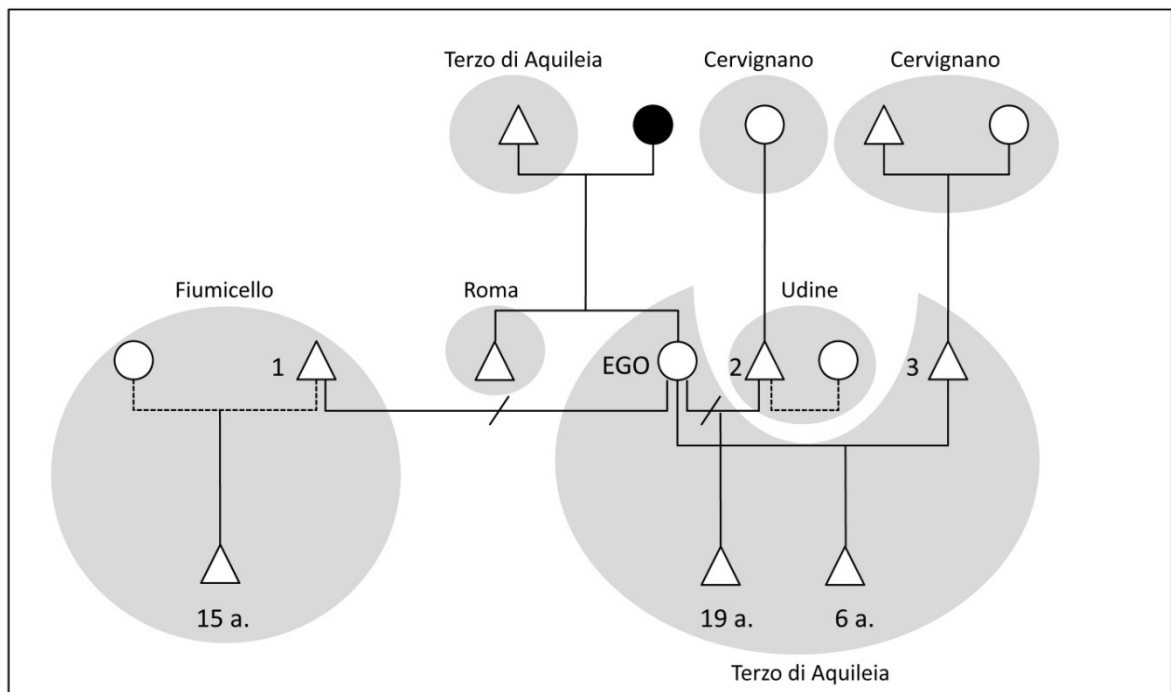 Terzo di Aquileia
Cervignano
Cervignano
Fiumicello
Roma
Udine
1
EGO
2
3
15 a.
19 a.
6 a.
Terzo di Aquileia